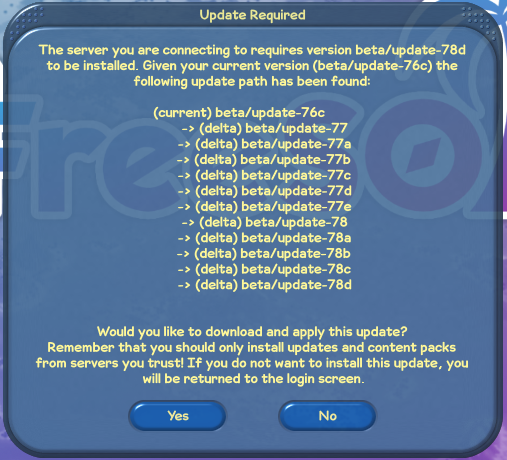 Update Required
The server you are connecting to requires version beta/update-78d
to be installed. Given your current version (beta/update-76c) the
following update path has been found:
(current) beta/update-76c
-> (delta) beta/update-77
-> (delta) beta/update-77a
-> (delta) beta/update-77b
-> (delta) beta/update-77c
-> (delta) beta/update-77d
-> (delta) beta/update-77e
-> (delta) beta/update-78
-> (delta) beta/update-78a
-> (delta) beta/update-78b
-> (delta) beta/update-78c
-> (delta) beta/update-78d
Would you like to download and apply this update?
Remember that you should only install updates and content packs
from servers you trust! If you do not want to install this update, you
will be returned to the login screen.
Yes No